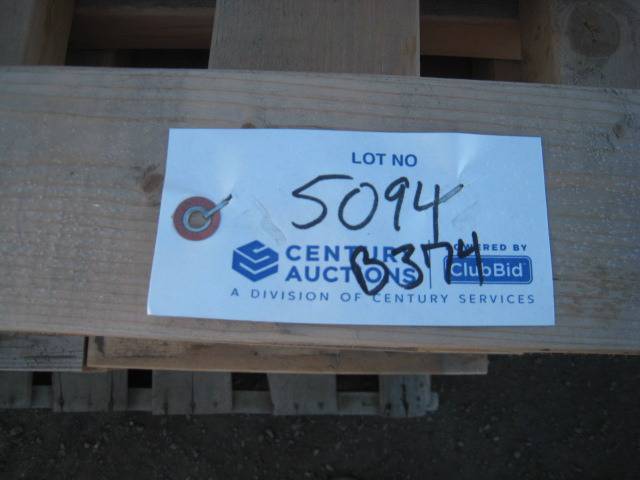 LOT NO
5094
CENTURY AUCTIONS
B374
POWERED BY
ClubBid
A DIVISION OF CENTURY SERVICES